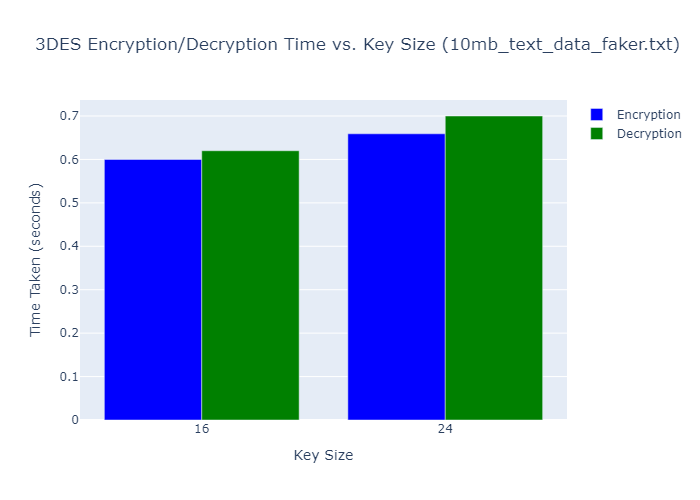 3DES Encryption/Decryption Time vs. Key Size (10mb_text_data_faker.txt)
Encryption
Decryption
Time Taken (seconds)
0.7
0.6
0.5
0.4
0.3
0.2
0.1
0
16
24
Key Size